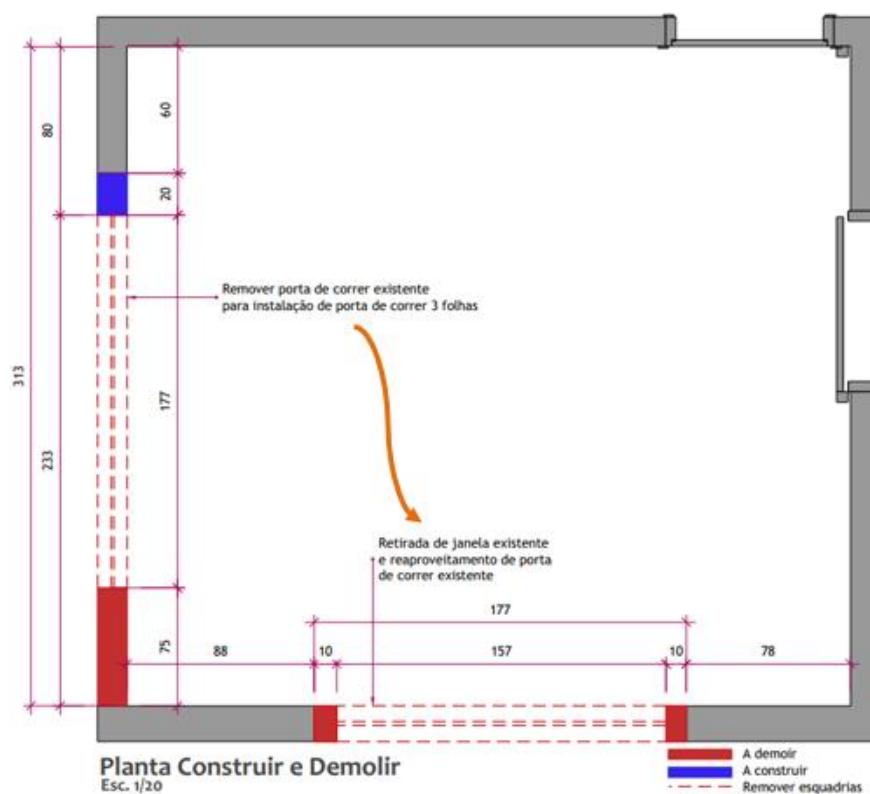 80
60
20
Remover porta de correr existente
para instalação de porta de correr 3 folhas
313
233
177
Retirada de janela existente
e reaproveitamento de porta
de correr existente
177
75
88
10
157
10
78
Planta Construir e Demolir
Esc. 1/20
A demoir
A construir
Remover esquadrias